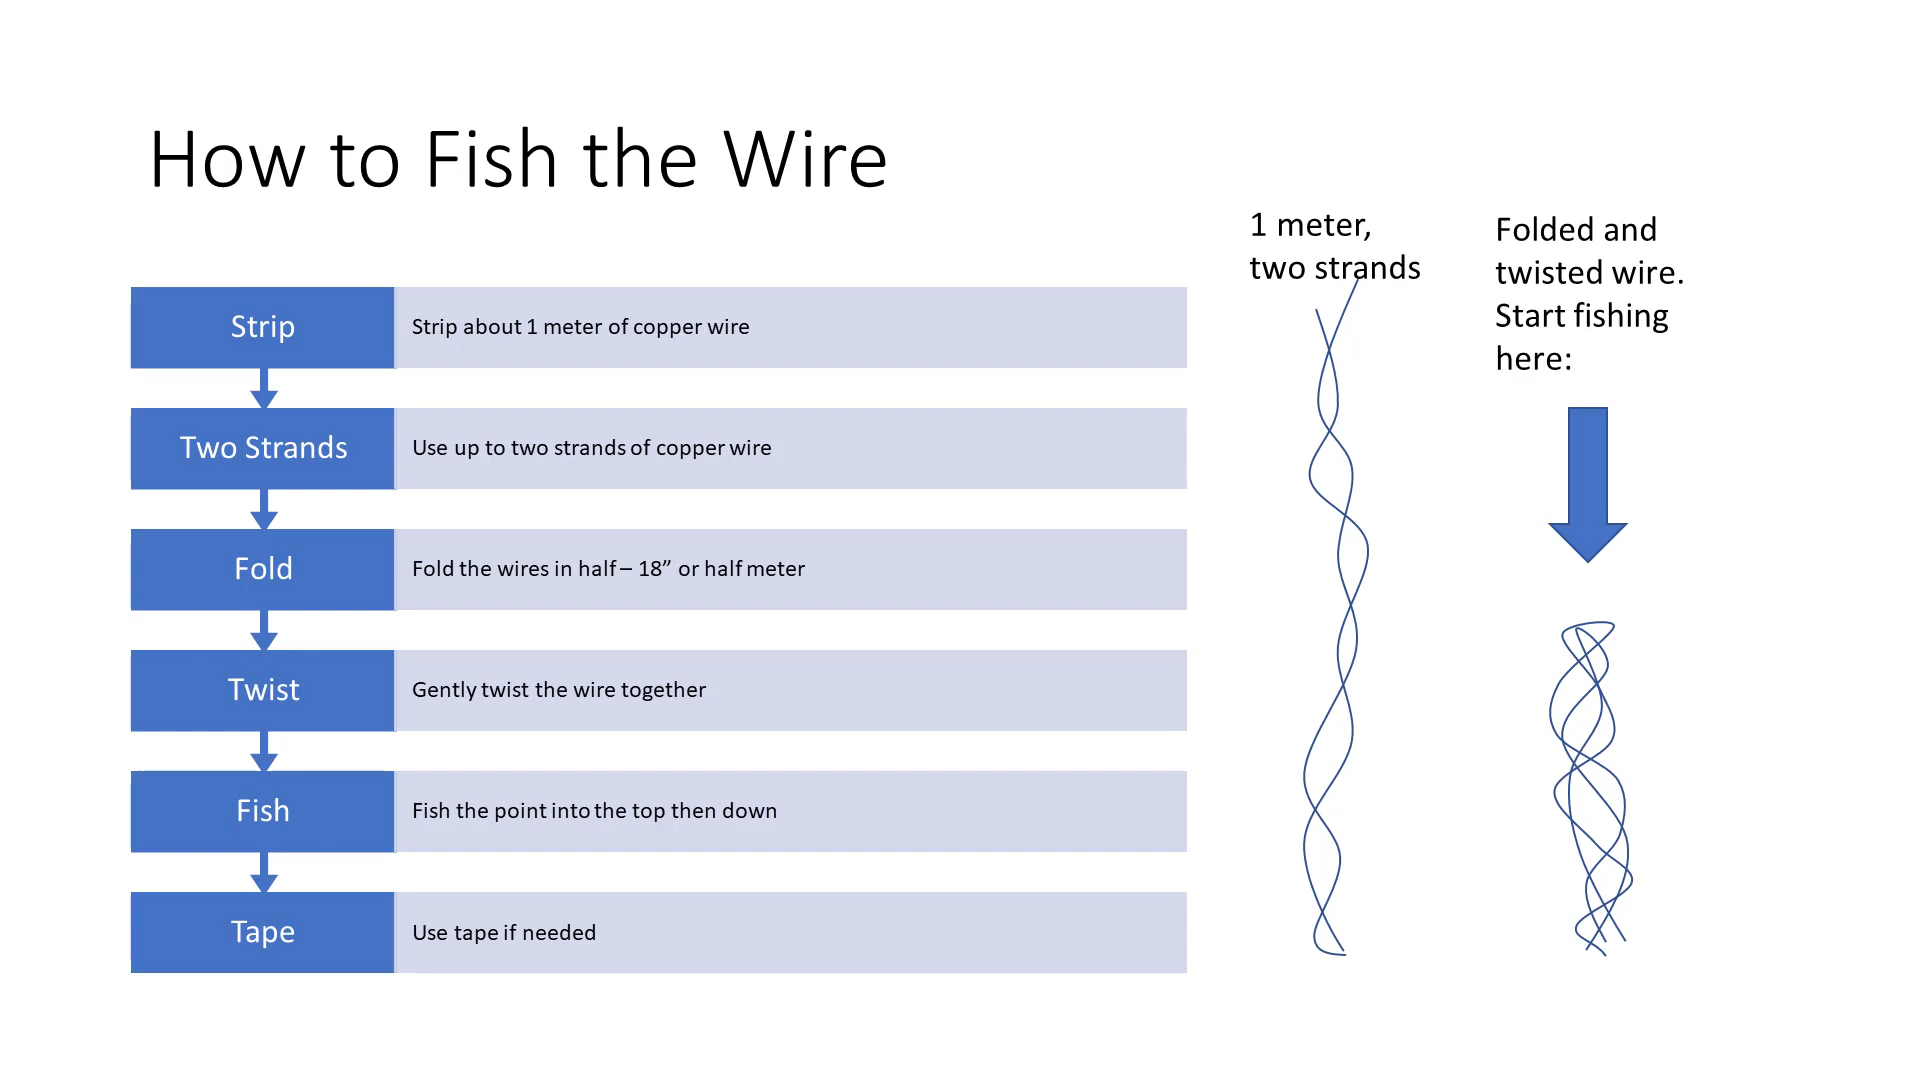 How to Fish the Wire
Strip
Strip about 1 meter of copper wire
Two Strands
Use up to two strands of copper wire
Fold
Fold the wires in half – 18” or half meter
Twist
Gently twist the wire together
Fish
Fish the point into the top then down
Tape
Use tape if needed
1 meter,
two strands
Folded and
twisted wire.
Start fishing
here: